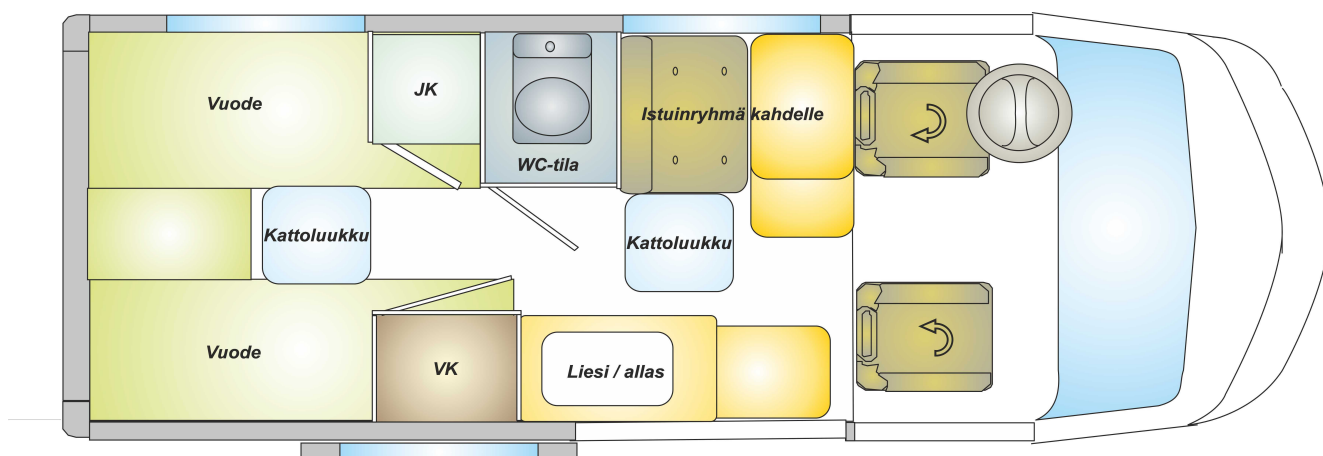 Vuode
JK
WC-tila
Istuinryhmä kahdelle
Kattoluukku
Kattoluukku
Vuode
VK
Liesi / allas